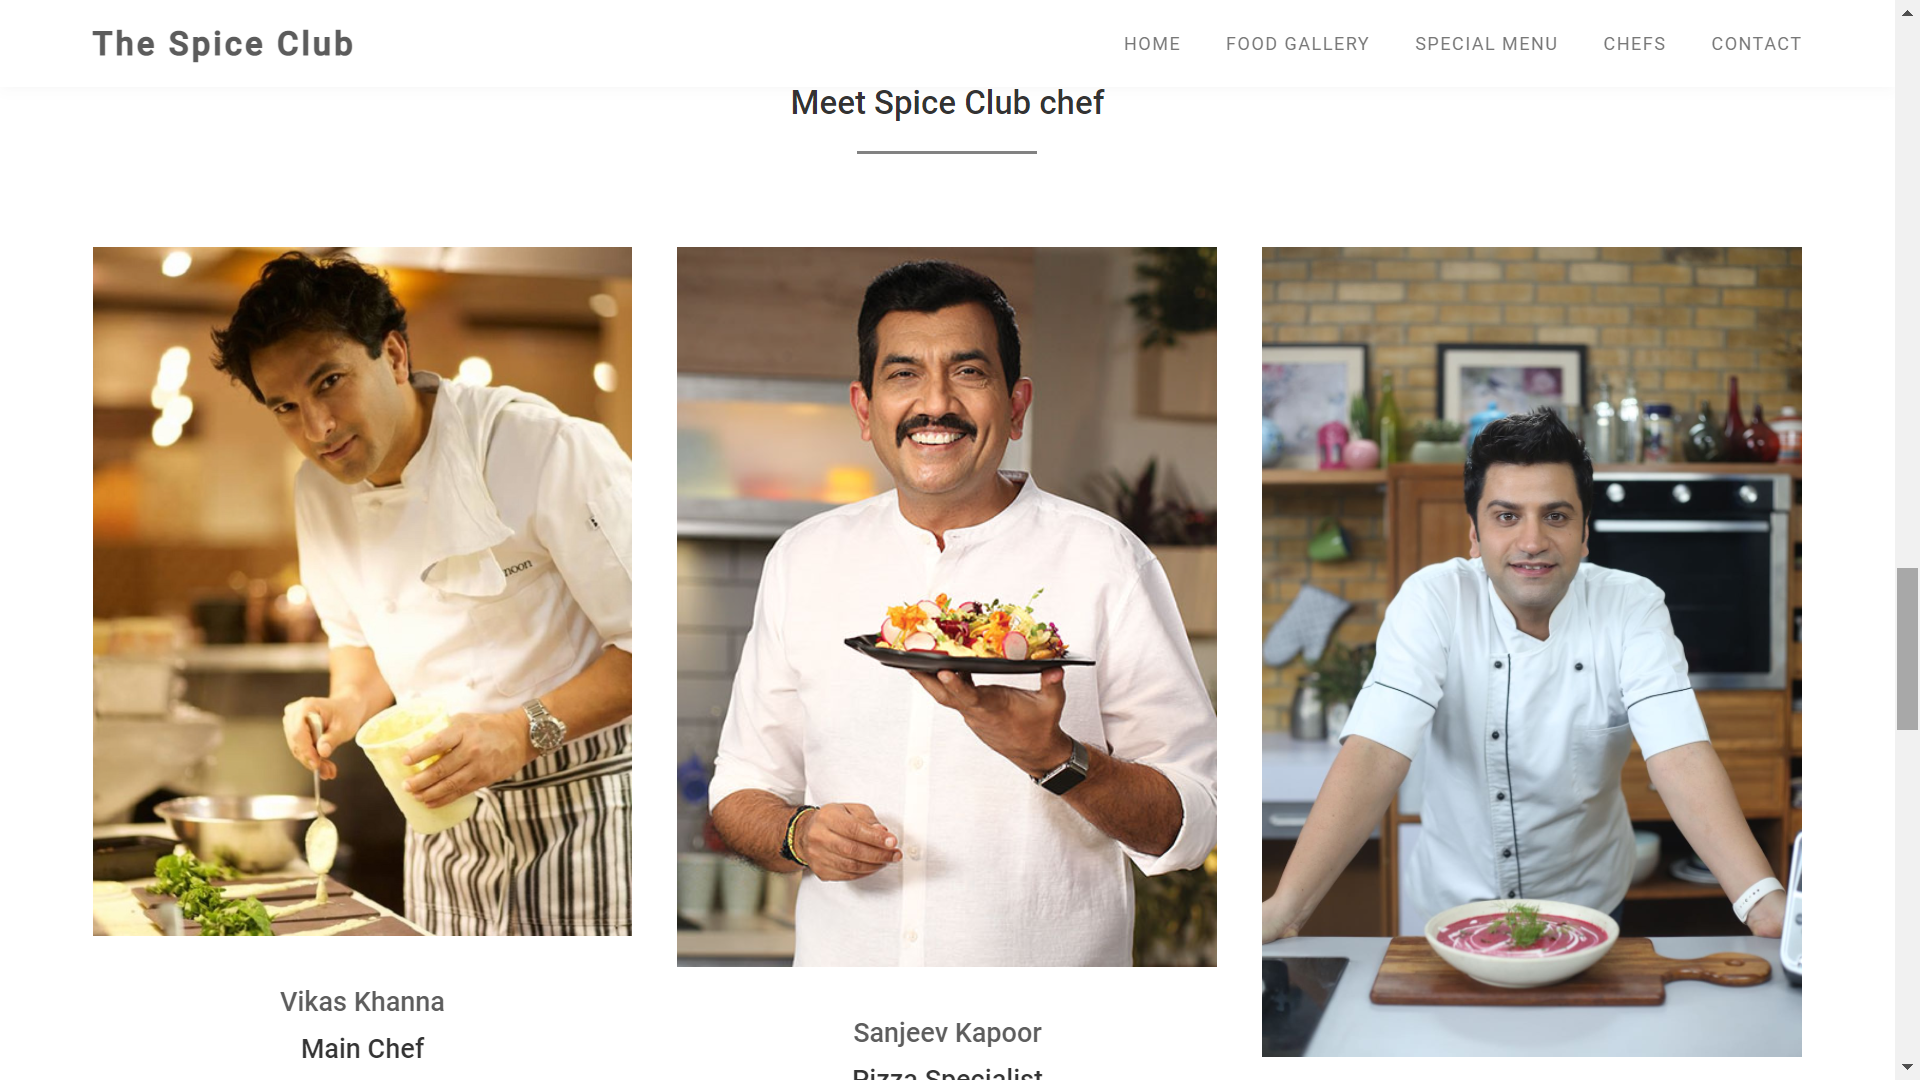 The Spice Club
HOME FOOD GALLERY SPECIAL MENU CHEFS CONTACT
Meet Spice Club chef
noon
Vikas Khanna
Main Chef
Sanjeev Kapoor
Pizza Specialist